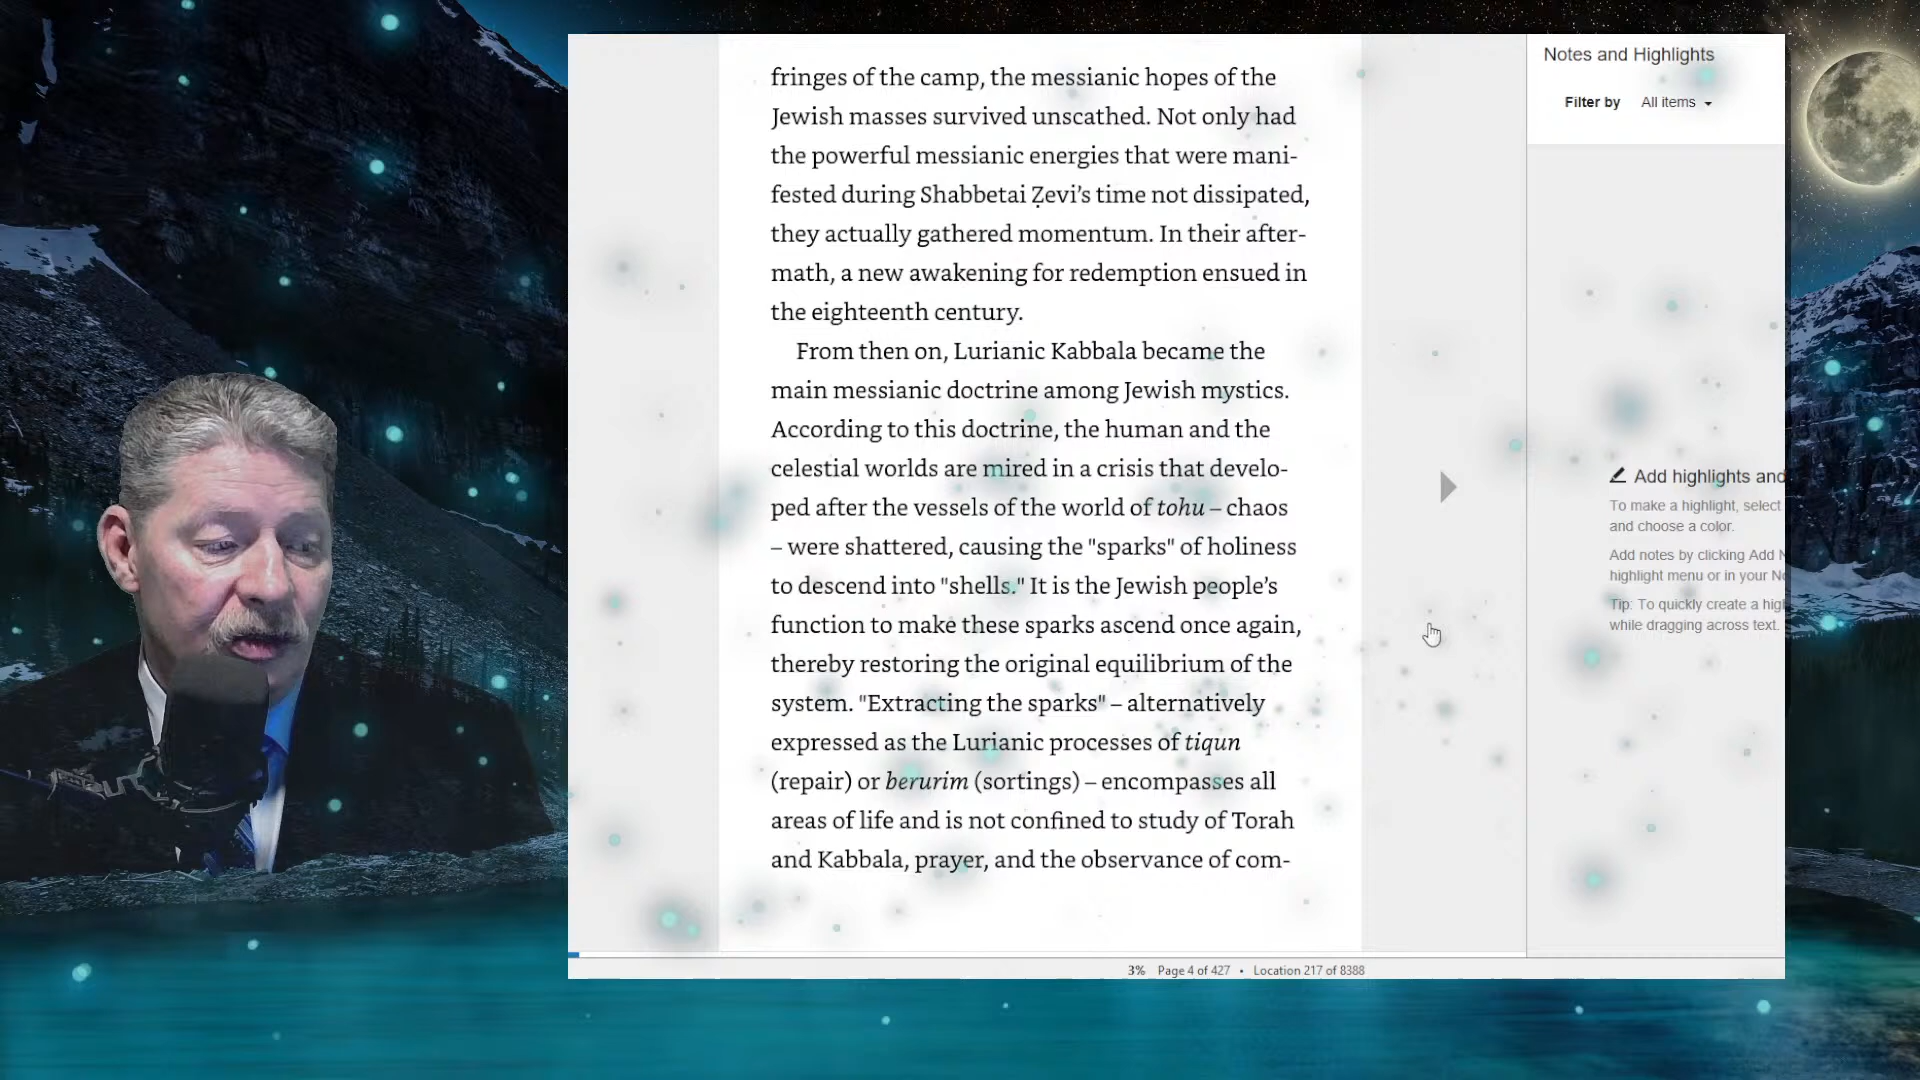 fringes of the camp, the messianic hopes of the
Jewish masses survived unscathed. Not only had
the powerful messianic energies that were mani-
fested during Shabbetai Ẓevi’s time not dissipated,
they actually gathered momentum. In their after-
math, a new awakening for redemption ensued in
the eighteenth century.
From then on, Lurianic Kabbala became the
main messianic doctrine among Jewish mystics.
According to this doctrine, the human and the
celestial worlds are mired in a crisis that develo-
ped after the vessels of the world of tohu – chaos
– were shattered, causing the "sparks" of holiness
to descend into "shells." It is the Jewish people’s
function to make these sparks ascend once again,
thereby restoring the original equilibrium of the
system. "Extracting the sparks" – alternatively
expressed as the Lurianic processes of tiqun
(repair) or berurim (sortings) – encompasses all
areas of life and is not confined to study of Torah
and Kabbala, prayer, and the observance of com-
3% Page 4 of 427 • Location 217 of 8388
Notes and Highlights
Filter by All items
Add highlights and
To make a highlight, select
and choose a color.
Add notes by clicking Add N
highlight menu or in your No
Tip: To quickly create a hig
while dragging across text.